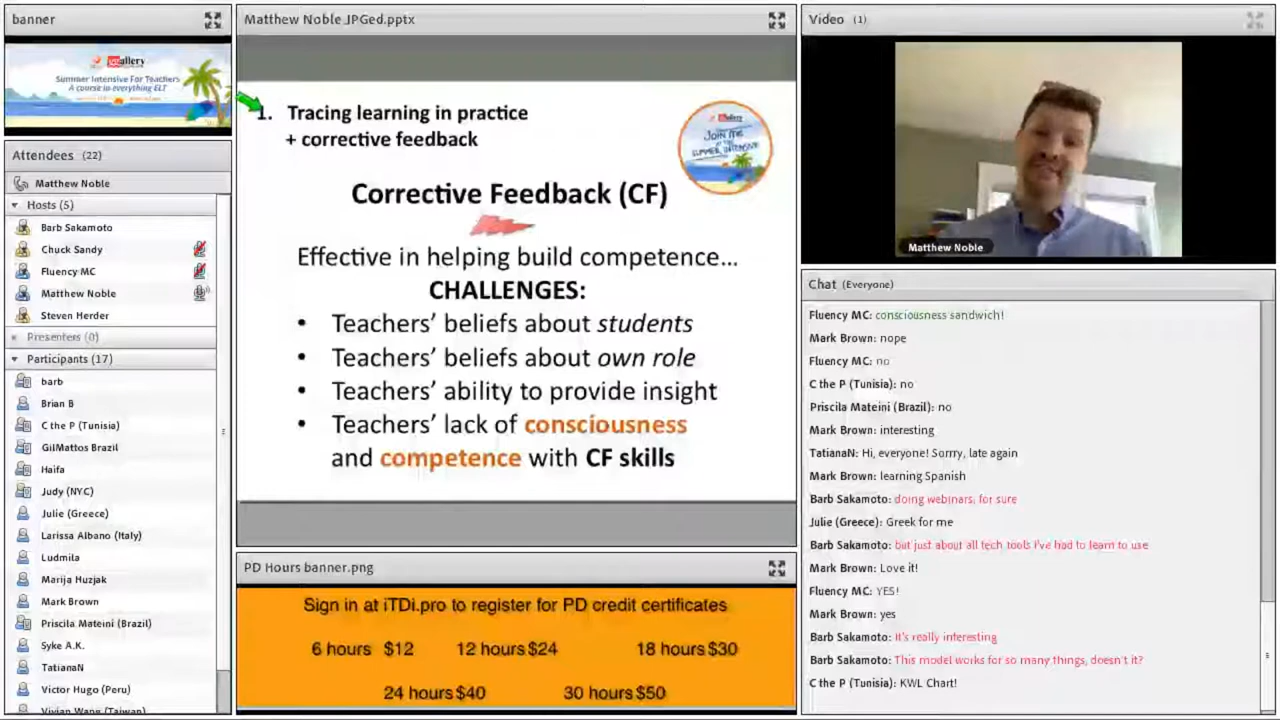 banner
allery
Summer Intensive For Teachers
A course in everything ELT
Attendees (22)
Matthew Noble
Hosts (5)
Barb Sakamoto
Chuck Sandy
Fluency MC
Matthew Noble
Steven Herder
Presenters (0)
Participants (17)
barb
Brian B
C the P (Tunisia)
GilMattos Brazil
Haifa
Judy (NYC)
Julie (Greece)
Larissa Albano (Italy)
Ludmila
Marija Huzjak
Mark Brown
Priscila Mateini (Brazil)
Syke A.K.
TatianaN
Victor Hugo (Peru)
Vivian Wang (Taiwan)
Matthew Noble JPGed.pptx
1. Tracing learning in practice
+ corrective feedback
allery
JOIN ME
AT THE
SUMMER INTENSIVE
Corrective Feedback (CF)
Effective in helping build competence...
CHALLENGES:
• Teachers' beliefs about students
• Teachers' beliefs about own role
• Teachers' ability to provide insight
• Teachers' lack of consciousness
and competence with CF skills
PD Hours banner.png
Sign in at iTDi.pro to register for PD credit certificates
6 hours $12 12 hours $24 18 hours $30
24 hours $40 30 hours $50
Video (1)
Matthew Noble
Chat (Everyone)
Fluency MC: consciousness sandwich!
Mark Brown: nope
Fluency MC: no
C the P (Tunisia): no
Priscila Mateini (Brazil): no
Mark Brown: interesting
TatianaN: Hi, everyone! Sorrry, late again
Mark Brown: learning Spanish
Barb Sakamoto: doing webinars, for sure
Julie (Greece): Greek for me
Barb Sakamoto: but just about all tech tools I've had to learn to use
Mark Brown: Love it!
Fluency MC: YES!
Mark Brown: yes
Barb Sakamoto: It's really interesting
Barb Sakamoto: This model works for so many things, doesn't it?
C the P (Tunisia): KWL Chart!